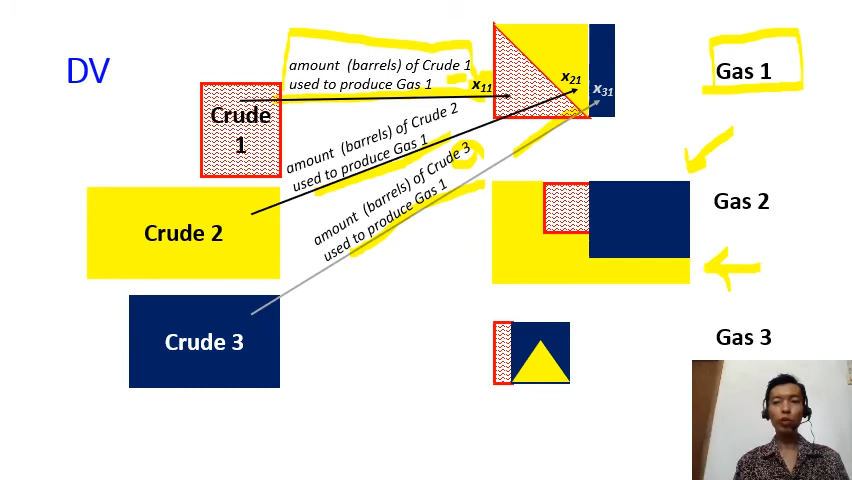 DV
amount (barrels) of Crude 1
used to produce Gas 1
x11
x21
x31
Gas 1
Crude
1
amount (barrels) of Crude 2
used to produce Gas 1
amount (barrels) of Crude 3
used to produce Gas 1
Crude 2
Gas 2
Crude 3
Gas 3